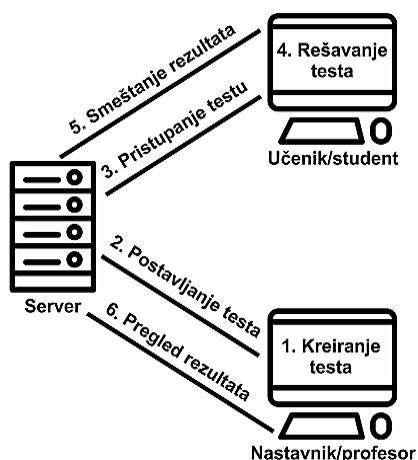 5. Smeštanje rezultata
4. Rešavanje
testa
3. Pristupanje testu
Učenik/student
Server
2. Postavljanje testa
1. Kreiranje
testa
6. Pregled rezultata
Nastavnik/profesor